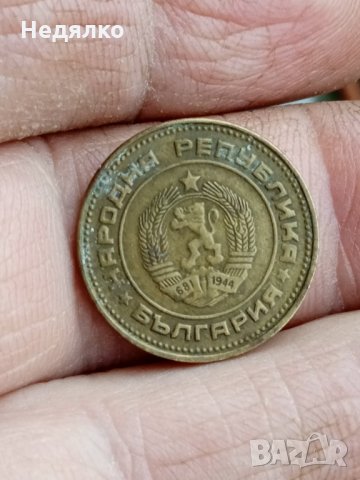 Недялко
НАРОДНА РЕПУБЛИКА
681 1944
БЪЛГАРИЯ
BAZAR